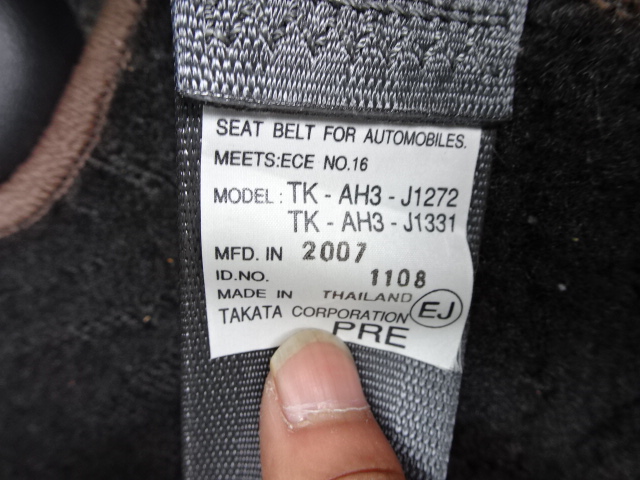 SEAT BELT FOR AUTOMOBILES.
MEETS:ECE NO.16
MODEL: TK - AH3 - J1272
TK - AH3 - J1331
MFD. IN 2007
ID.NO. 1108
MADE IN THAILAND
TAKATA CORPORATION EJ
PRE